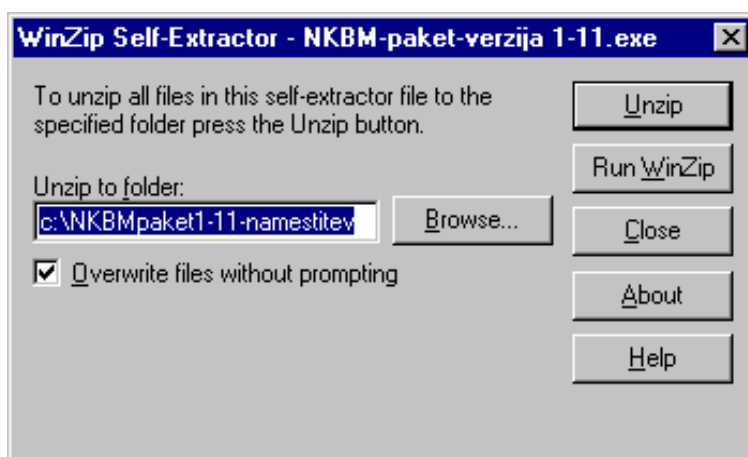 WinZip Self-Extractor - NKBM-paket-verzija 1-11.exe
To unzip all files in this self-extractor file to the
specified folder press the Unzip button.
Unzip to folder:
c:\NKBMpaket1-11-namestitev
Browse...
Overwrite files without prompting
Unzip
Run WinZip
Close
About
Help